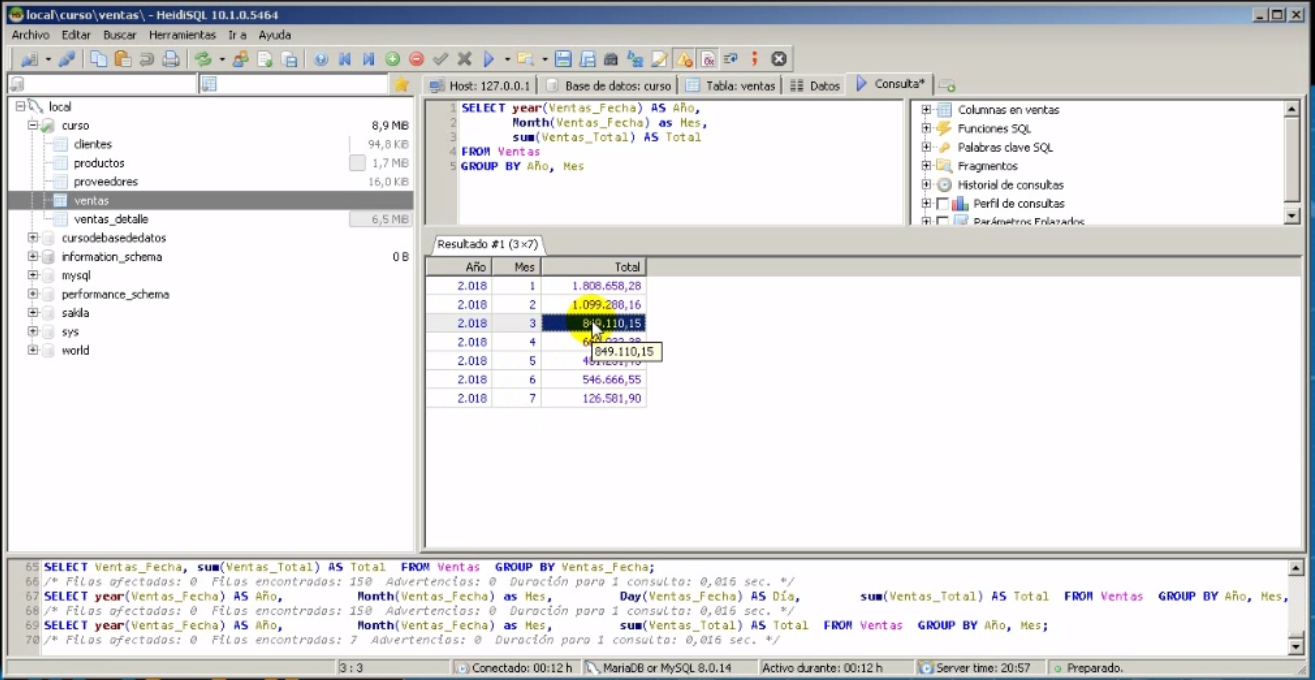 local\curso\ventas\ - HeidiSQL 10.1.0.5464
Archivo Editar Buscar Herramientas Ir a Ayuda
Host: 127.0.0.1 Base de datos: curso Tabla: ventas Datos Consulta*
local
curso 8,9 MiB
clientes 94,8 KiB
productos 1,7 MiB
proveedores 16,0 KiB
ventas
ventas_detalle 6,5 MiB
cursodebasededatos
information_schema 0 B
mysql
performance_schema
sakila
sys
world
1 SELECT year(Ventas_Fecha) AS Año,
2 Month(Ventas_Fecha) as Mes,
3 sum(Ventas_Total) AS Total
4 FROM Ventas
5 GROUP BY Año, Mes
Columnas en ventas
Funciones SQL
Palabras clave SQL
Fragmentos
Historial de consultas
Perfil de consultas
Parámetros Enlazados
Resultado #1 (3×7)
Año Mes Total
2.018 1 1.808.658,28
2.018 2 1.099.288,16
2.018 3 849.110,15
2.018 4
849.110,15
2.018 5
2.018 6 546.666,55
2.018 7 126.581,90
65 SELECT Ventas_Fecha, sum(Ventas_Total) AS Total FROM Ventas GROUP BY Ventas_Fecha;
66 /* Filas afectadas: 0 Filas encontradas: 150 Advertencias: 0 Duración para 1 consulta: 0,016 sec. */
67 SELECT year(Ventas_Fecha) AS Año, Month(Ventas_Fecha) as Mes, Day(Ventas_Fecha) AS Día, sum(Ventas_Total) AS Total FROM Ventas GROUP BY Año, Mes,
68 /* Filas afectadas: 0 Filas encontradas: 150 Advertencias: 0 Duración para 1 consulta: 0,016 sec. */
69 SELECT year(Ventas_Fecha) AS Año, Month(Ventas_Fecha) as Mes, sum(Ventas_Total) AS Total FROM Ventas GROUP BY Año, Mes;
70 /* Filas afectadas: 0 Filas encontradas: 7 Advertencias: 0 Duración para 1 consulta: 0,016 sec. */
3 : 3 Conectado: 00:12 h MariaDB or MySQL 8.0.14 Activo durante: 00:12 h Server time: 20:57 Preparado.